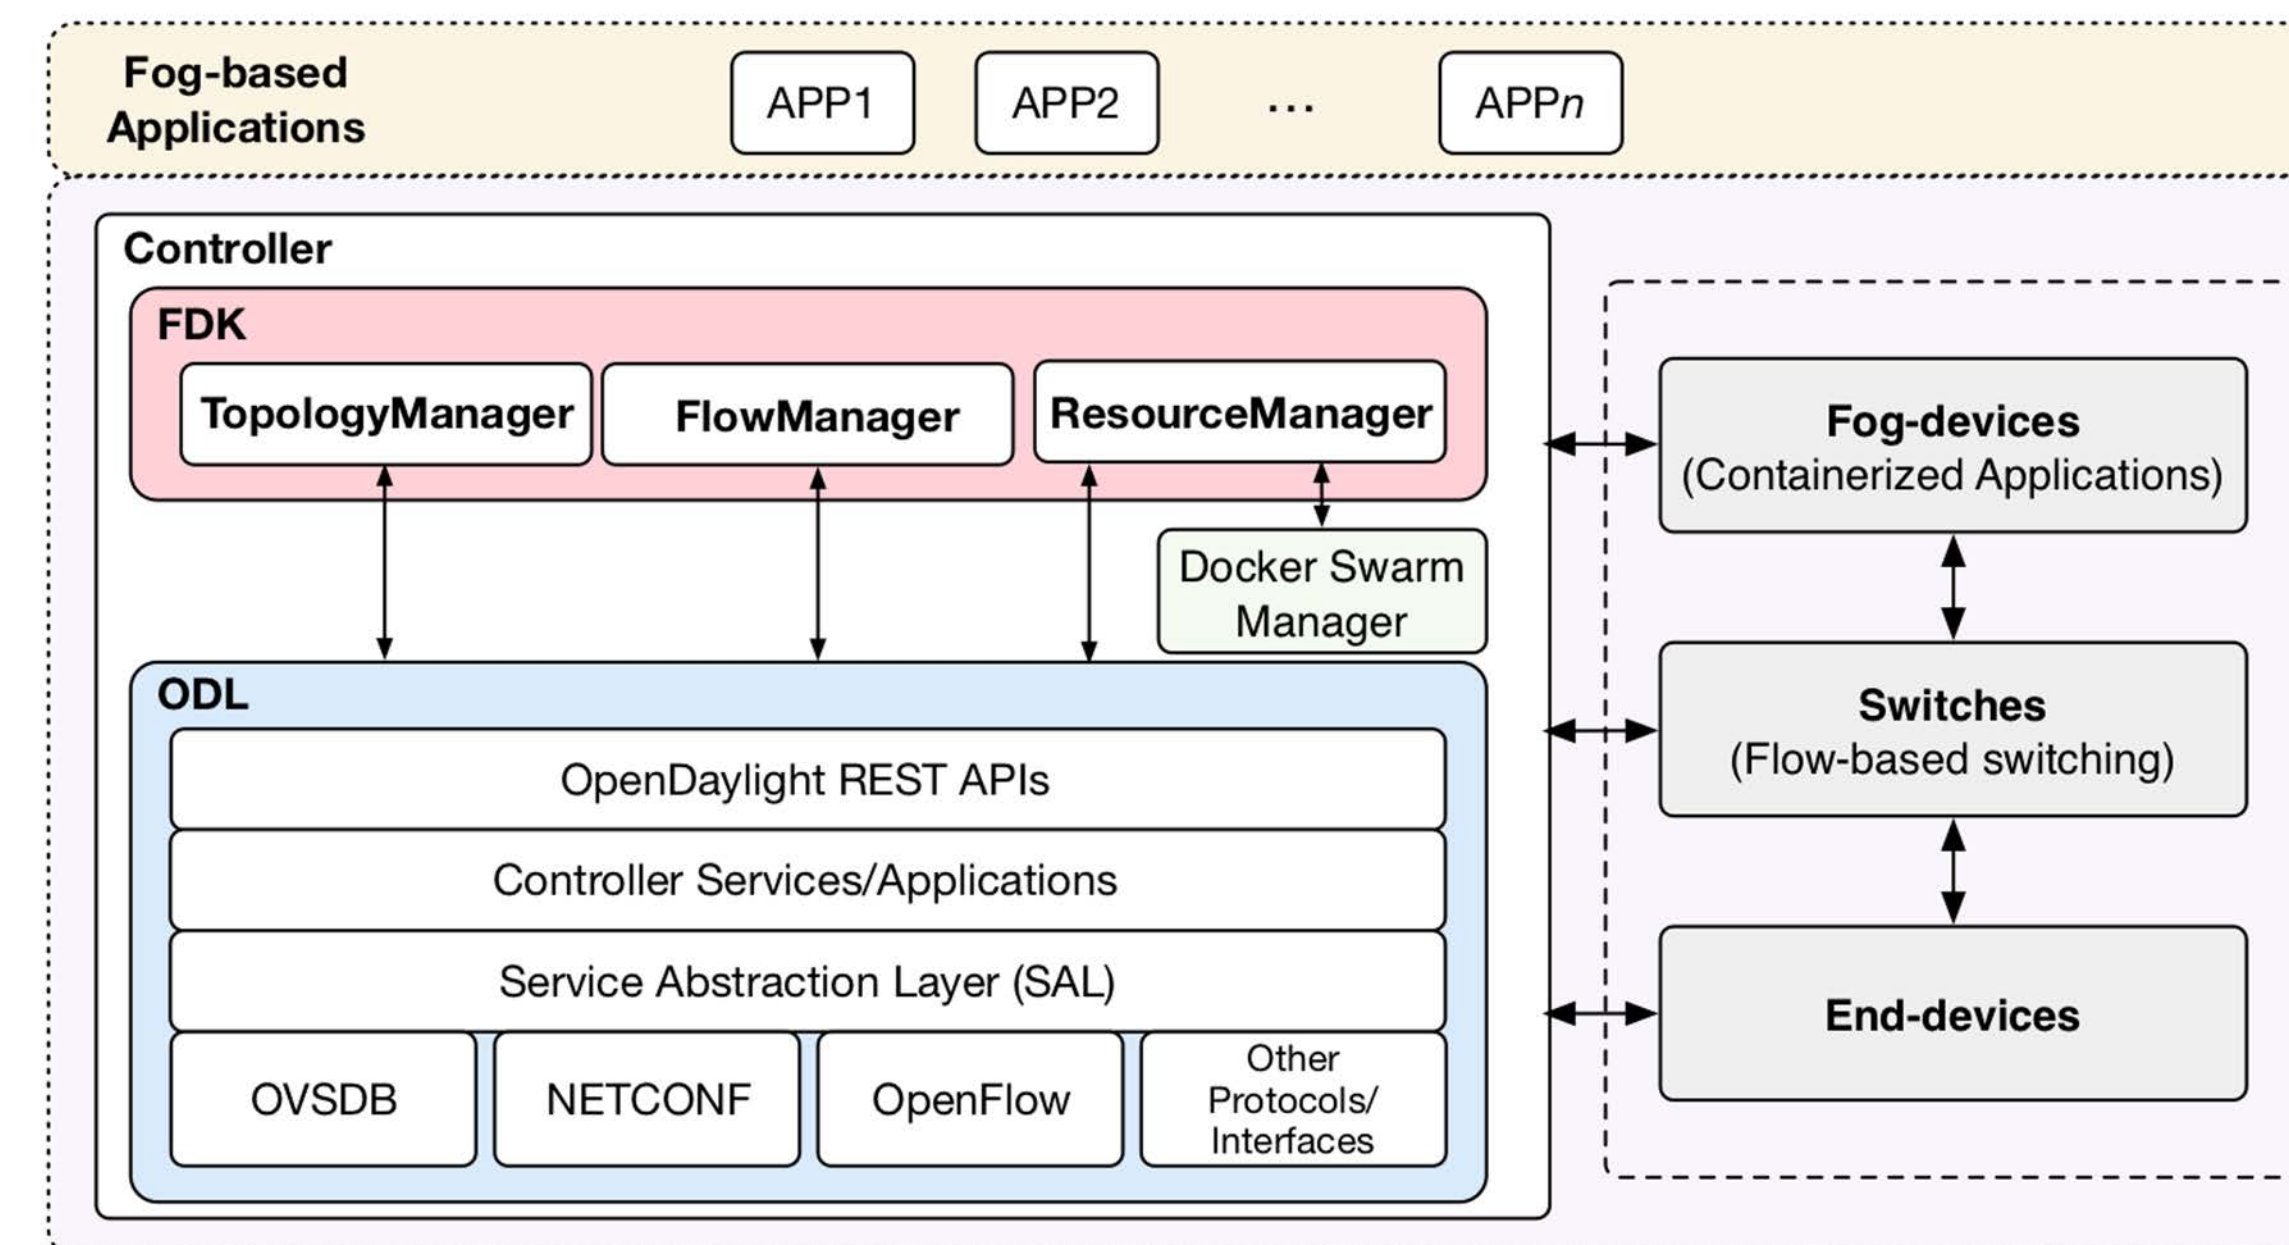 Fog-based
Applications
APP1
APP2
...
APPn
Controller
FDK
TopologyManager
FlowManager
ResourceManager
Docker Swarm
Manager
ODL
OpenDaylight REST APIs
Controller Services/Applications
Service Abstraction Layer (SAL)
OVSDB
NETCONF
OpenFlow
Other
Protocols/
Interfaces
Fog-devices
(Containerized Applications)
Switches
(Flow-based switching)
End-devices